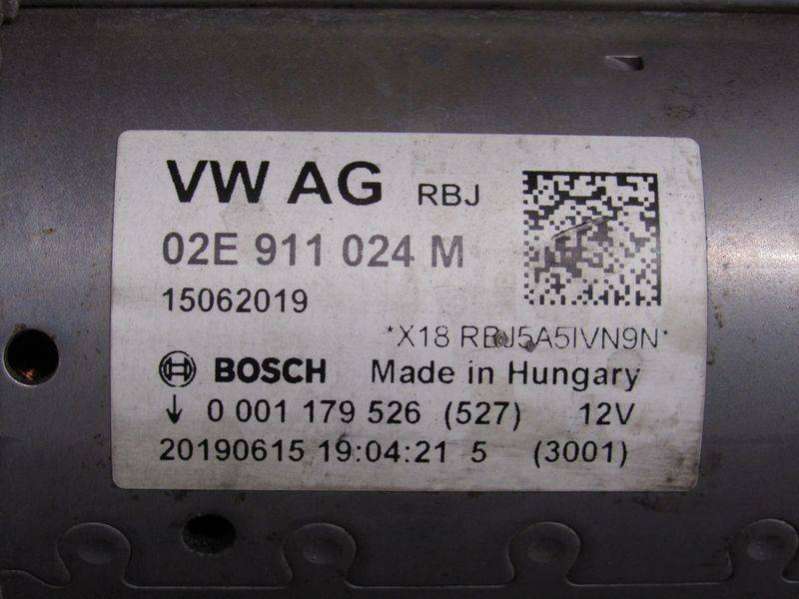 VW AG RBJ
02E 911 024 M
15062019
*X18 RBJ5A5IVN9N*
BOSCH Made in Hungary
↓ 0 001 179 526 (527) 12V
20190615 19:04:21 5 (3001)